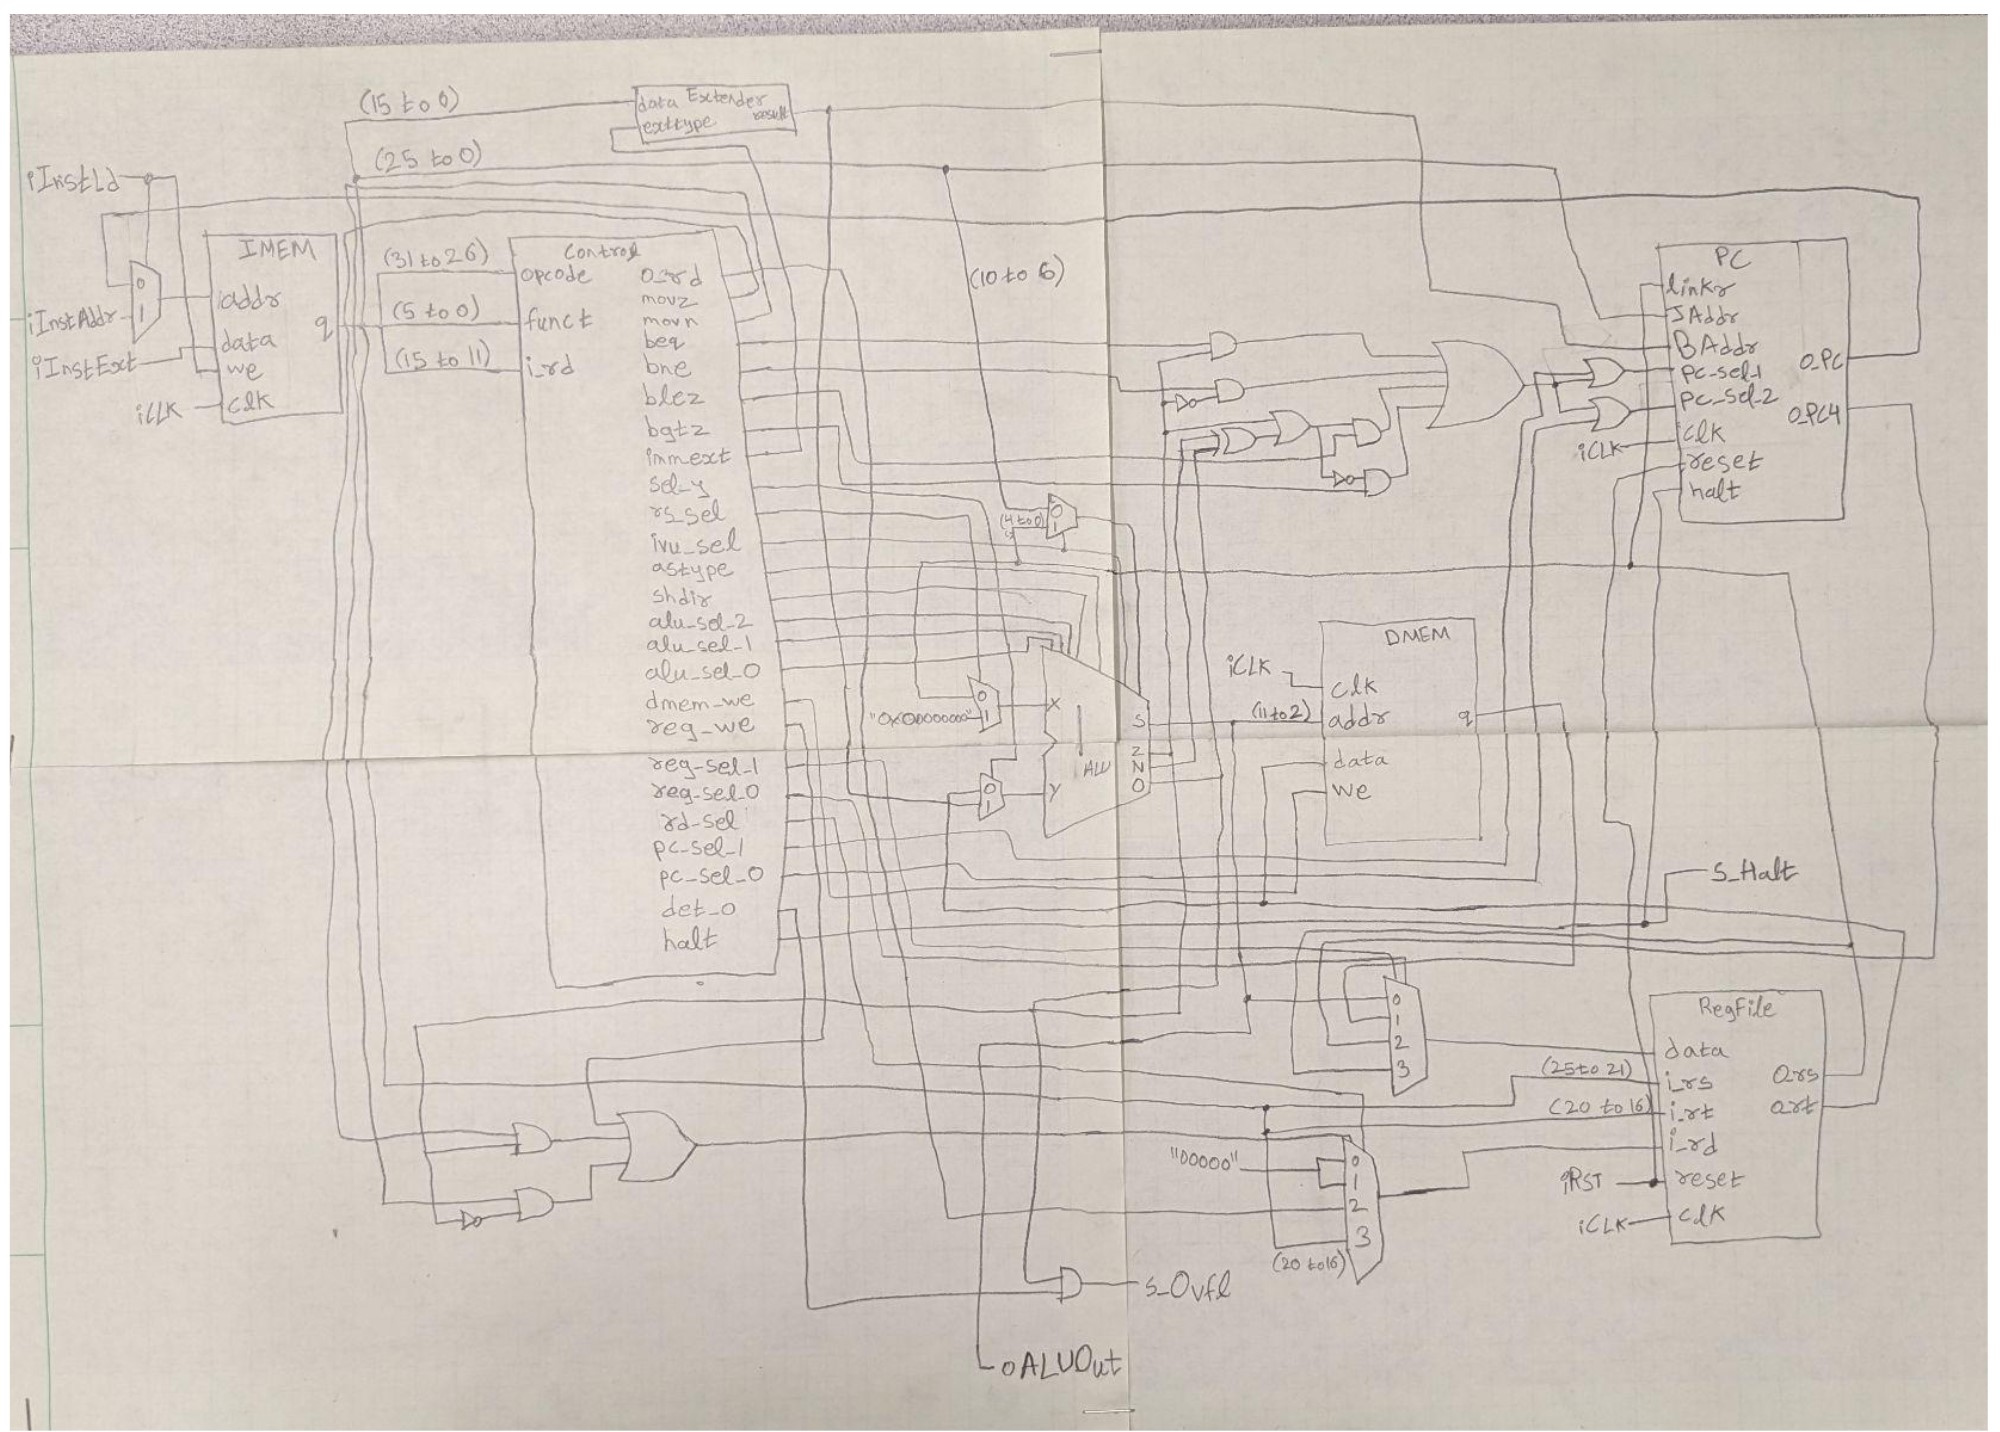 (15 to 0)
data Extender
exttype result
(25 to 0)
iInstLd
IMEM
iaddr
data
we
clk
q
iInstAddr
iInstExt
iCLK
0
1
(31 to 26)
(5 to 0)
(15 to 11)
Control
opcode
funct
i_rd
o_rd
movz
movn
beq
bne
blez
bgtz
immext
sel_y
rs_sel
ivu_sel
astype
shdir
alu_sel_2
alu_sel_1
alu_sel_0
dmem_we
reg_we
reg_sel_1
reg_sel_0
rd_sel
pc_sel_1
pc_sel_0
det_o
halt
(10 to 6)
(4 to 0)
0
1
"0x00000000"
0
1
0
1
X
Y
ALU
S
Z
N
O
PC
linkr
JAddr
BAddr
pc_sel_1
pc_sel_2
iCLK
iclk
reset
halt
o_PC
o_PC4
DMEM
iCLK
clk
(11 to 2)
addr
q
data
we
S_Halt
0
1
2
3
RegFile
data
(25 to 21)
i_rs
(20 to 16)
i_rt
i_rd
iRST
reset
iCLK
clk
o_rs
o_rt
"00000"
0
1
2
3
(20 to 16)
S_Ovfl
oALUOut